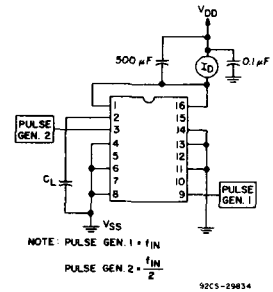 VDD
500 µF
ID
0.1 µF
1 16
2 15
3 14
4 13
5 12
6 11
7 10
8 9
PULSE
GEN. 2
CL
PULSE
GEN. 1
VSS
NOTE: PULSE GEN. 1 = fIN
PULSE GEN. 2 = fIN/2
92CS-29834